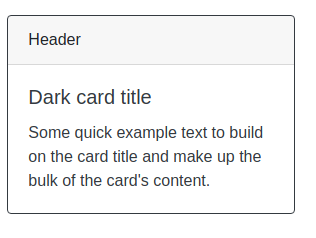 Header
Dark card title
Some quick example text to build
on the card title and make up the
bulk of the card's content.